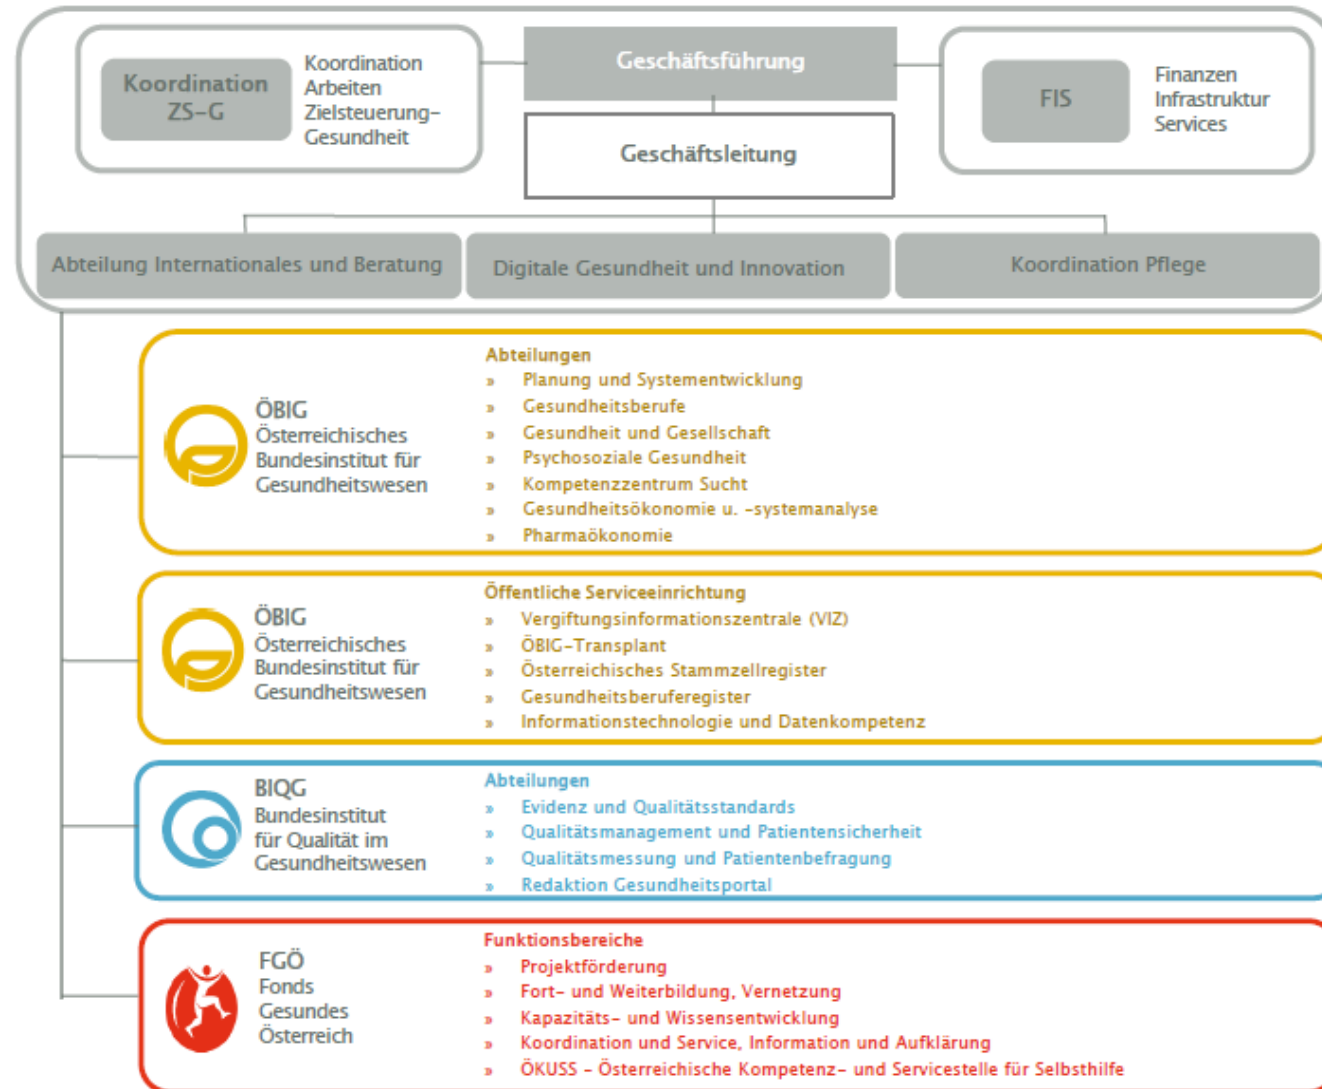 Koordination
ZS-G
Koordination
Arbeiten
Zielsteuerung-
Gesundheit
Geschäftsführung
Geschäftsleitung
FIS
Finanzen
Infrastruktur
Services
Abteilung Internationales und Beratung
Digitale Gesundheit und Innovation
Koordination Pflege
ÖBIG
Österreichisches
Bundesinstitut für
Gesundheitswesen
Abteilungen
» Planung und Systementwicklung
» Gesundheitsberufe
» Gesundheit und Gesellschaft
» Psychosoziale Gesundheit
» Kompetenzzentrum Sucht
» Gesundheitsökonomie u. -systemanalyse
» Pharmaökonomie
ÖBIG
Österreichisches
Bundesinstitut für
Gesundheitswesen
Öffentliche Serviceeinrichtung
» Vergiftungsinformationszentrale (VIZ)
» ÖBIG-Transplant
» Österreichisches Stammzellregister
» Gesundheitsberuferegister
» Informationstechnologie und Datenkompetenz
BIQG
Bundesinstitut
für Qualität im
Gesundheitswesen
Abteilungen
» Evidenz und Qualitätsstandards
» Qualitätsmanagement und Patientensicherheit
» Qualitätsmessung und Patientenbefragung
» Redaktion Gesundheitsportal
FGÖ
Fonds
Gesundes
Österreich
Funktionsbereiche
» Projektförderung
» Fort- und Weiterbildung, Vernetzung
» Kapazitäts- und Wissensentwicklung
» Koordination und Service, Information und Aufklärung
» ÖKUSS - Österreichische Kompetenz- und Servicestelle für Selbsthilfe